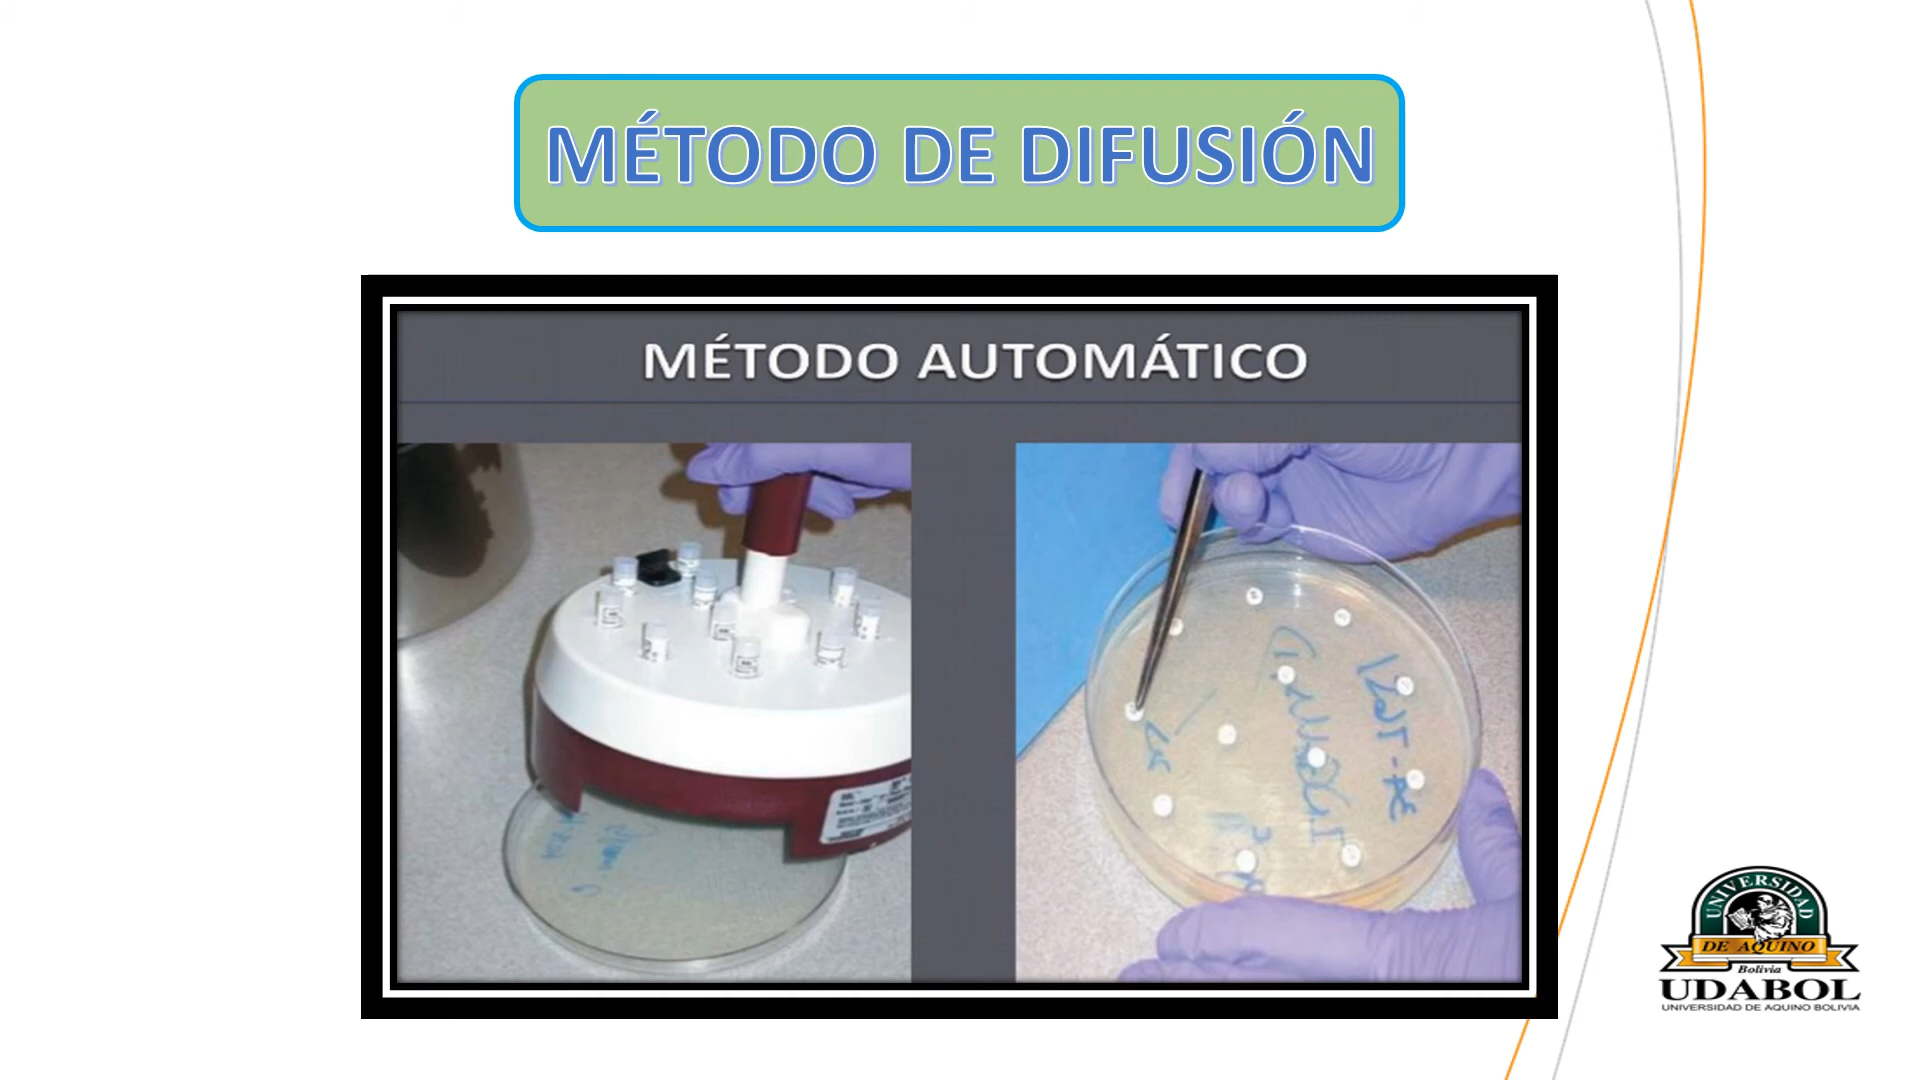 MÉTODO DE DIFUSIÓN
MÉTODO AUTOMÁTICO
UNIVERSIDAD
DE AQUINO
Bolivia
UDABOL
UNIVERSIDAD DE AQUINO BOLIVIA